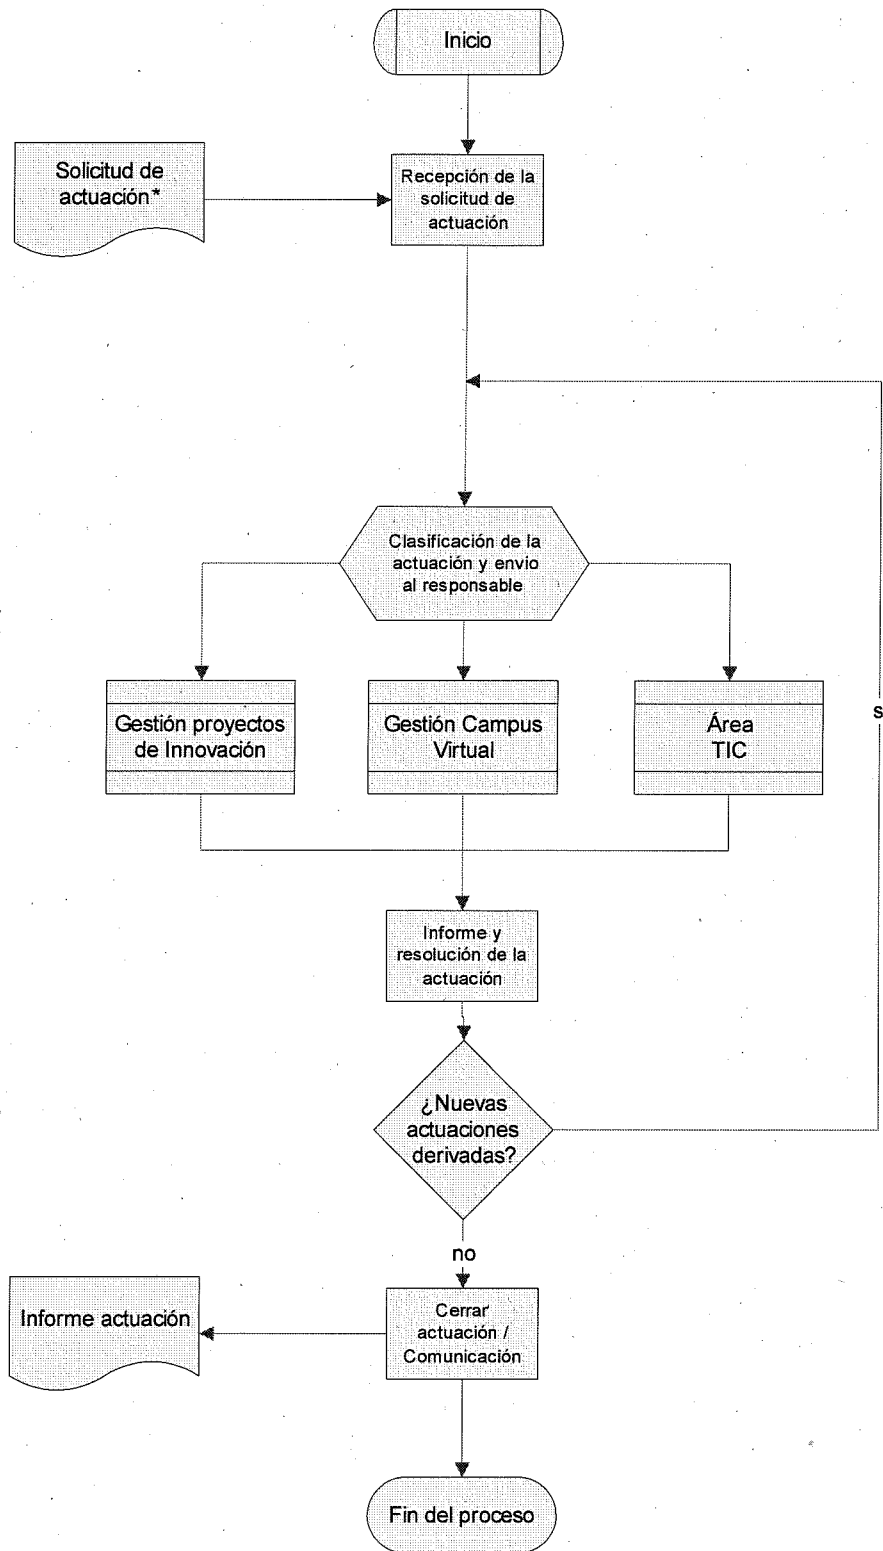 Inicio
Solicitud de
actuación*
Recepción de la
solicitud de
actuación
Clasificación de la
actuación y envio
al responsable
Gestión proyectos
de Innovación
Gestión Campus
Virtual
Área
TIC
s
Informe y
resolución de la
actuación
¿Nuevas
actuaciones
derivadas?
no
Informe actuación
Cerrar
actuación /
Comunicación
Fin del proceso